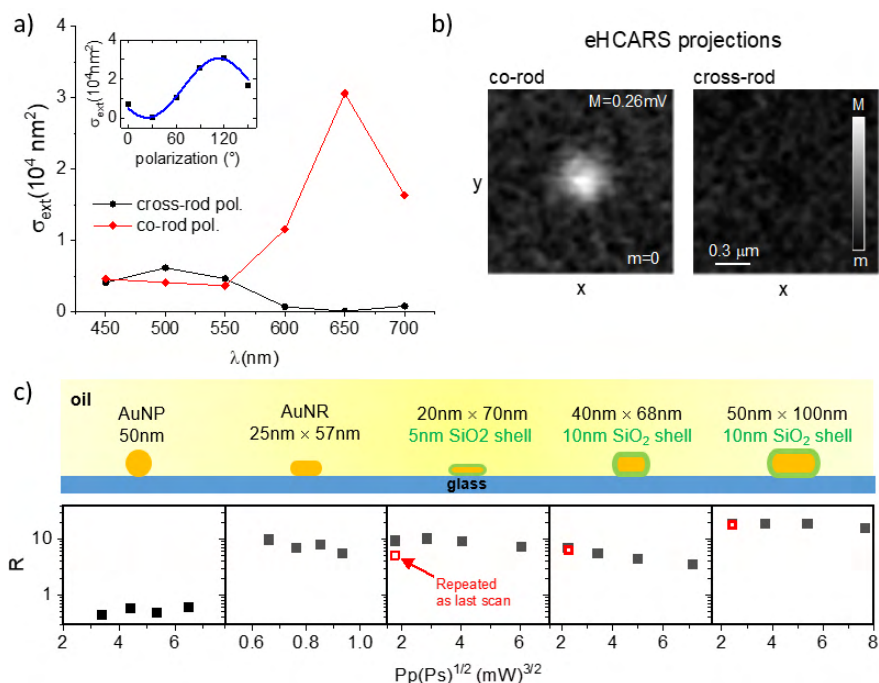 a)
σext(10⁴ nm²)
4
3
2
1
0
450
500
550
600
650
700
λ(nm)
cross-rod pol.
co-rod pol.
σext(10⁴nm²)
4
2
0
0
60
120
polarization (°)
b)
eHCARS projections
co-rod
cross-rod
M=0.26mV
m=0
M
m
0.3 μm
y
x
x
c)
oil
AuNP
50nm
AuNR
25nm × 57nm
20nm × 70nm
5nm SiO2 shell
40nm × 68nm
10nm SiO₂ shell
50nm × 100nm
10nm SiO₂ shell
glass
R
10
1
Repeated
as last scan
2
4
6
0.6
0.8
1.0
2
4
6
2
4
6
2
4
6
8
Pp(Ps)^1/2 (mW)^3/2